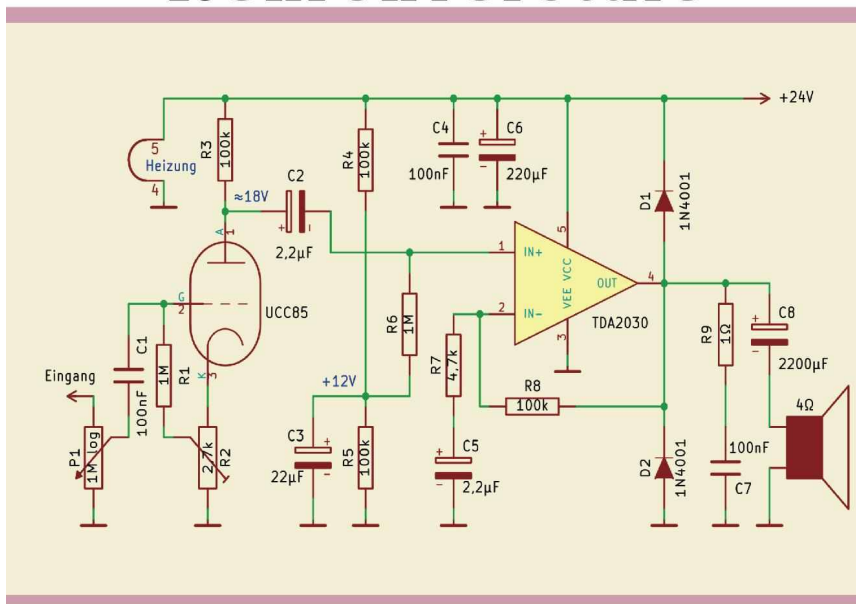 +24V
5
Heizung
4
R3
100k
≈18V
C2
+
-
2,2µF
R4
100k
C4
100nF
C6
+
-
220µF
D1
1N4001
A
1
G
2
UCC85
K
3
C1
100nF
R1
1M
Eingang
P1
1M log
2,7k
R2
+12V
C3
+
-
22µF
R5
100k
R6
1M
1
IN+
2
IN-
5
VEE VCC
3
OUT
4
TDA2030
R7
4,7k
R8
100k
C5
+
-
2,2µF
D2
1N4001
R9
1Ω
C8
+
-
2200µF
100nF
C7
4Ω